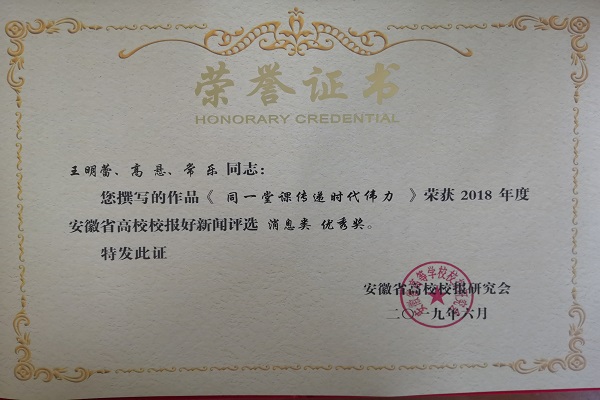 荣誉证书
HONORARY CREDENTIAL
王明蕾、高 悬、常 乐 同志：
您撰写的作品《 同一堂课传递时代伟力 》荣获 2018 年度
安徽省高校校报好新闻评选 消息类 优秀奖。
特发此证
安徽省高校校报研究会
二〇一九年六月